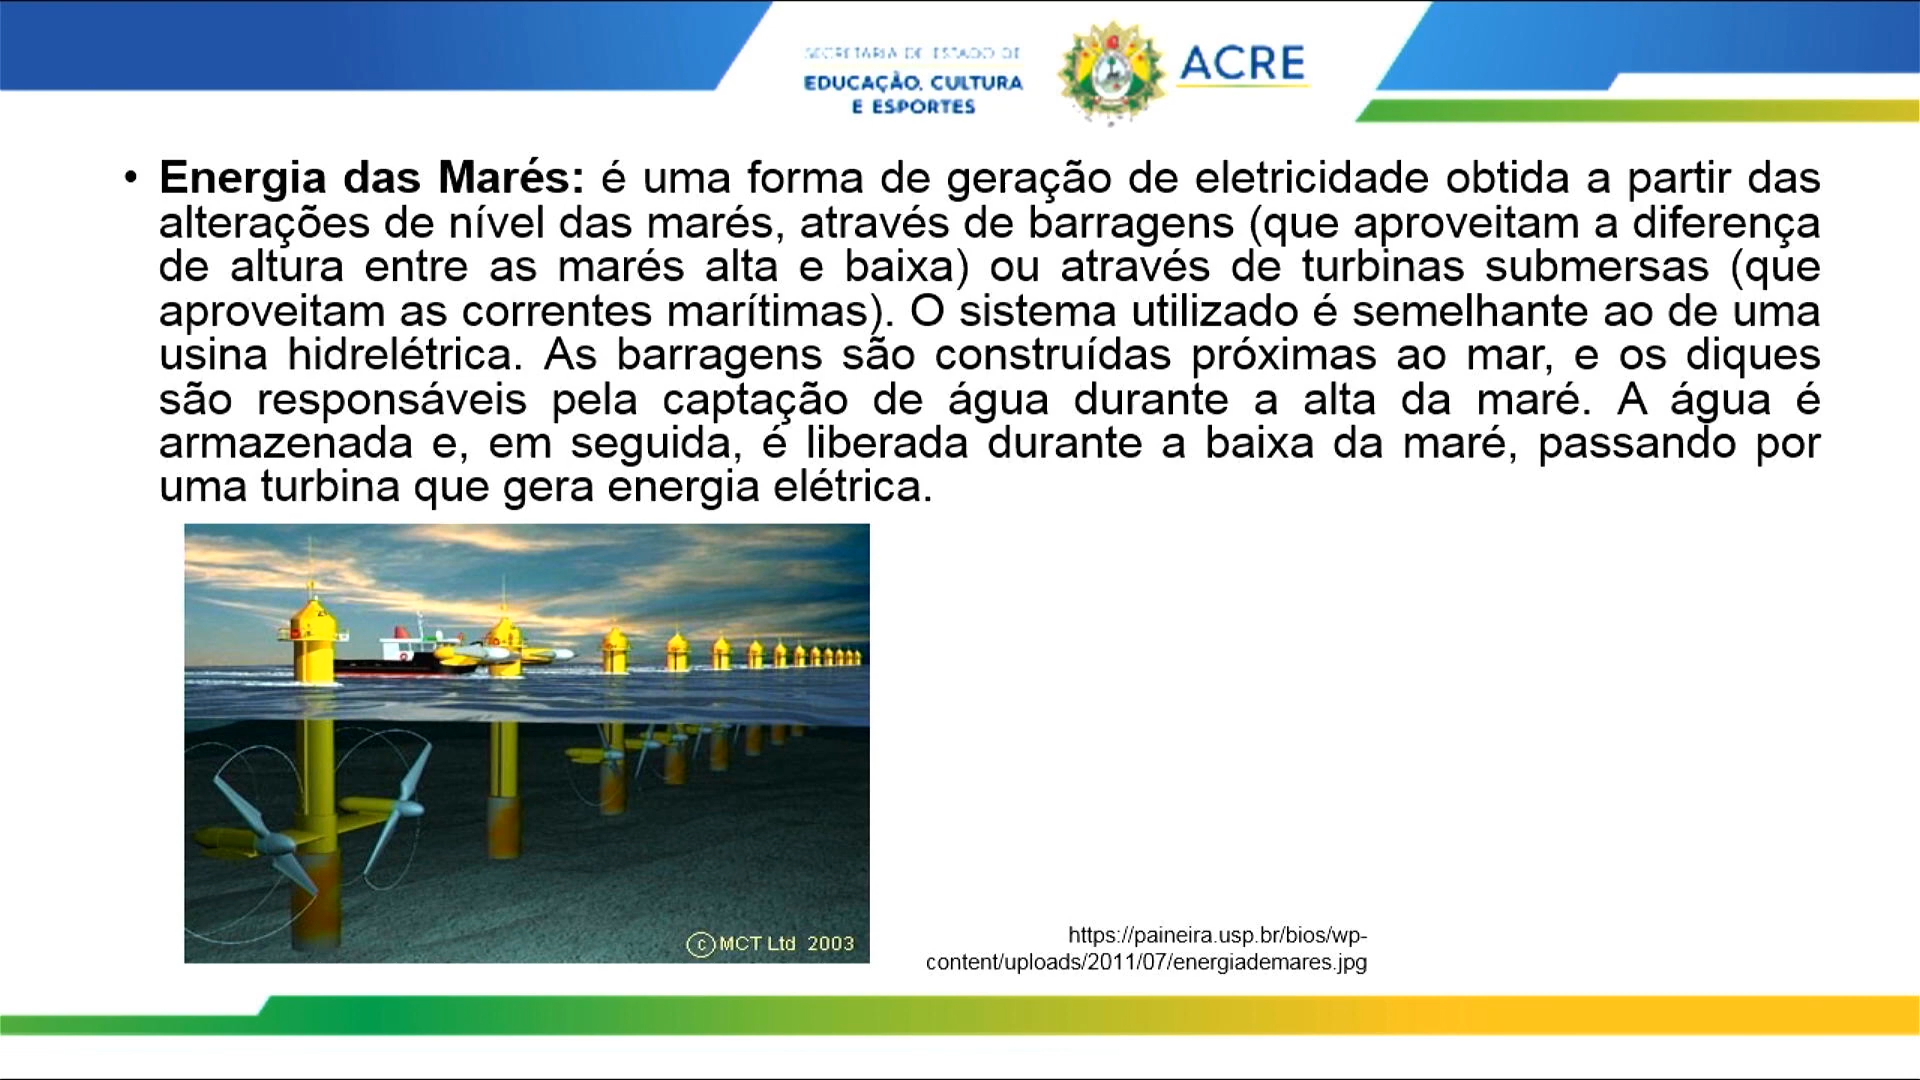 SECRETARIA DE ESTADO DE
EDUCAÇÃO, CULTURA
E ESPORTES
ACRE
• Energia das Marés: é uma forma de geração de eletricidade obtida a partir das
alterações de nível das marés, através de barragens (que aproveitam a diferença
de altura entre as marés alta e baixa) ou através de turbinas submersas (que
aproveitam as correntes marítimas). O sistema utilizado é semelhante ao de uma
usina hidrelétrica. As barragens são construídas próximas ao mar, e os diques
são responsáveis pela captação de água durante a alta da maré. A água é
armazenada e, em seguida, é liberada durante a baixa da maré, passando por
uma turbina que gera energia elétrica.
©MCT Ltd 2003
https://paineira.usp.br/bios/wp-
content/uploads/2011/07/energiademares.jpg